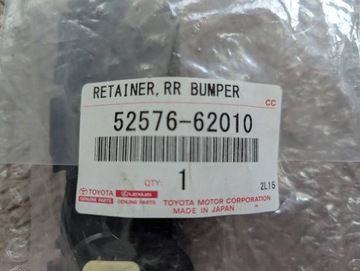 RETAINER, RR BUMPER
CC
52576-62010
QTY:
1
2L15
TOYOTA LEXUS
GENUINE PARTS GENUINE PARTS
TOYOTA MOTOR CORPORATION
MADE IN JAPAN